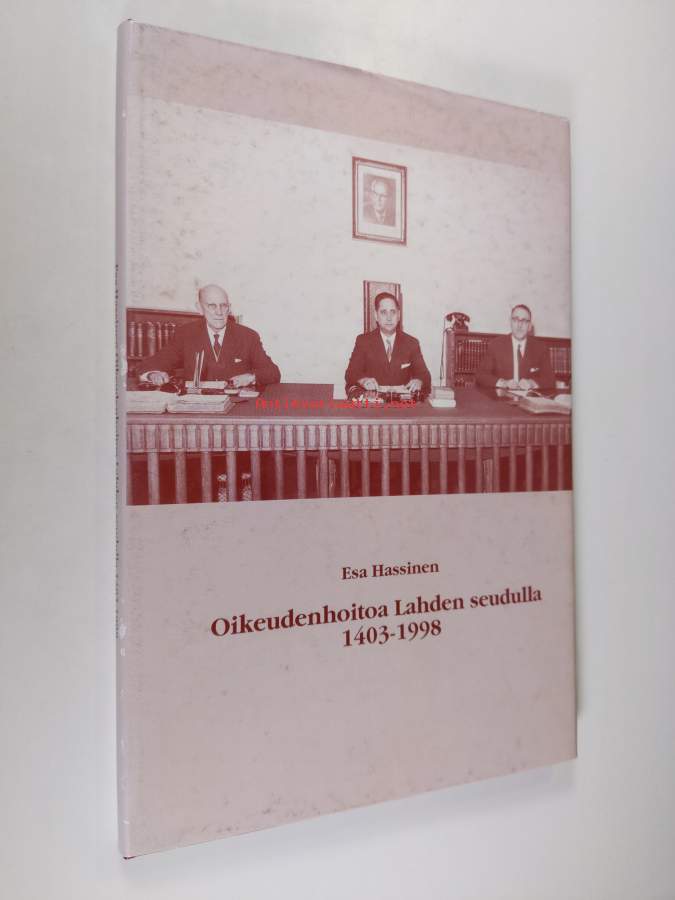 Esa Hassinen
Oikeudenhoitoa Lahden seudulla
1403-1998